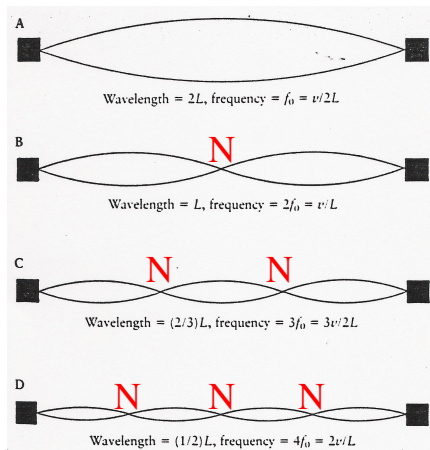 A
Wavelength = 2L, frequency = f₀ = v/2L
B
N
Wavelength = L, frequency = 2f₀ = v/L
C
N N
Wavelength = (2/3)L, frequency = 3f₀ = 3v/2L
D
N N N
Wavelength = (1/2)L, frequency = 4f₀ = 2v/L